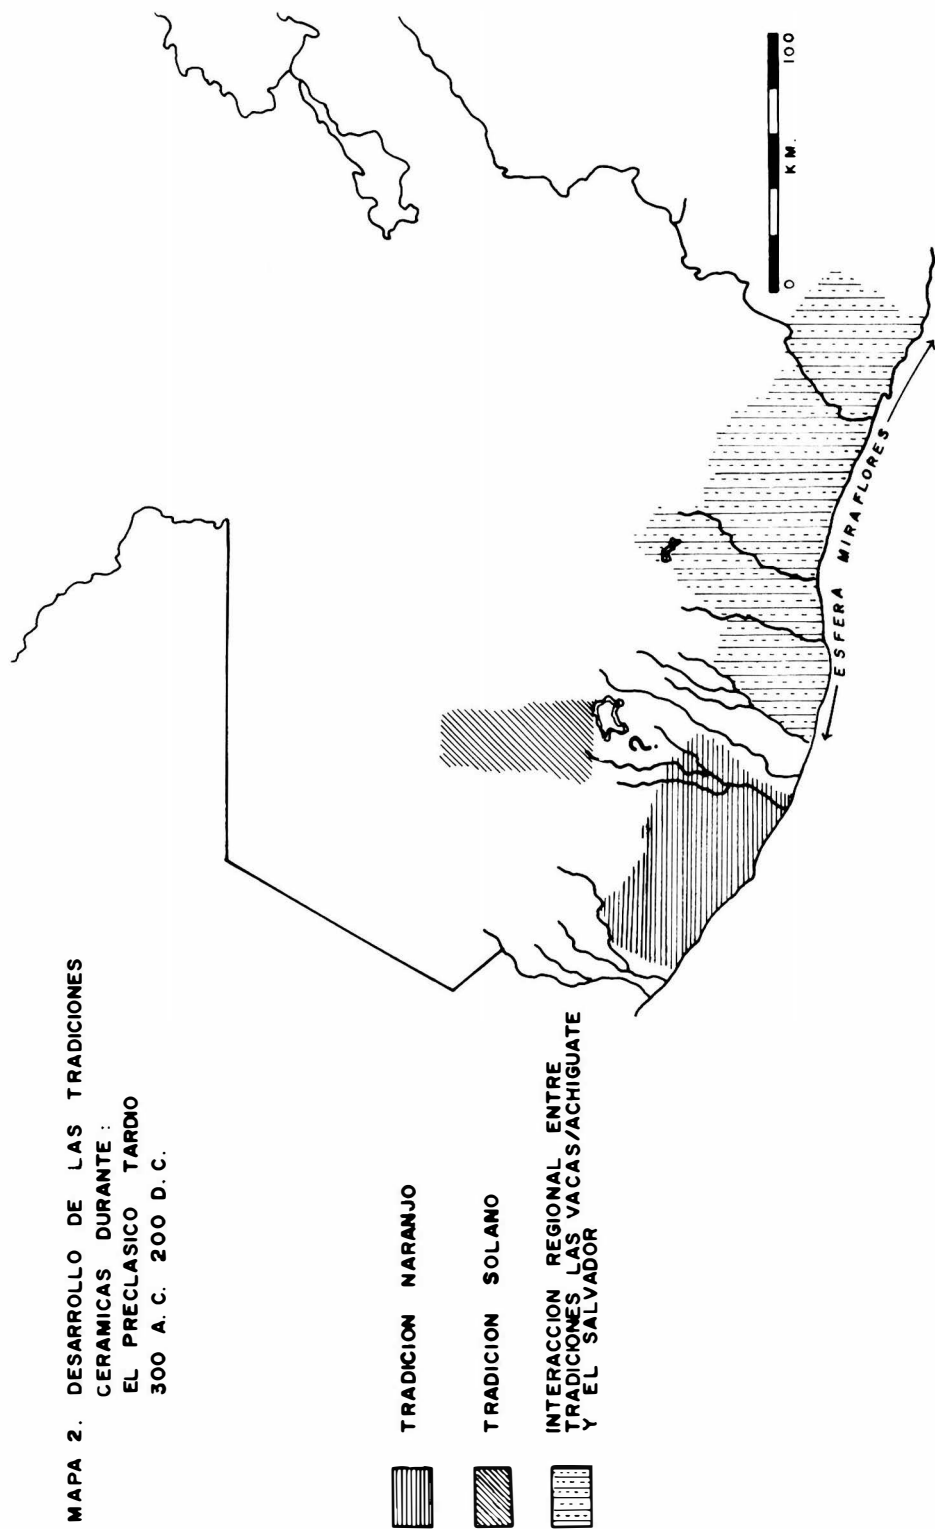 MAPA 2. DESARROLLO DE LAS TRADICIONES
CERAMICAS DURANTE :
EL PRECLASICO TARDIO
300 A. C. 200 D. C.
TRADICION NARANJO
TRADICION SOLANO
INTERACCION REGIONAL ENTRE
TRADICIONES LAS VACAS/ACHIGUATE
Y EL SALVADOR
?
ESFERA MIRAFLORES
0 100
KM.